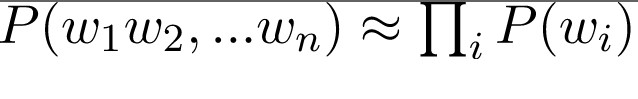 P(w₁w₂, ...wₙ) ≈ ∏ᵢ P(wᵢ)